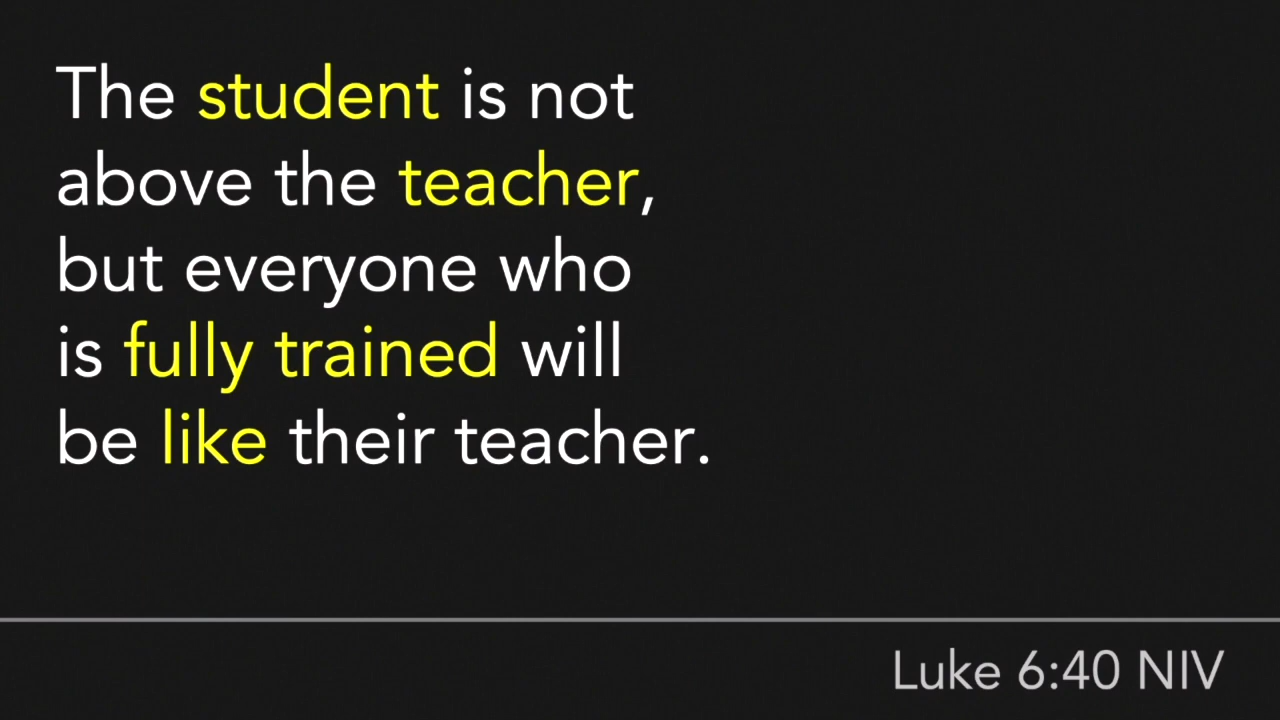 The student is not
above the teacher,
but everyone who
is fully trained will
be like their teacher.
Luke 6:40 NIV